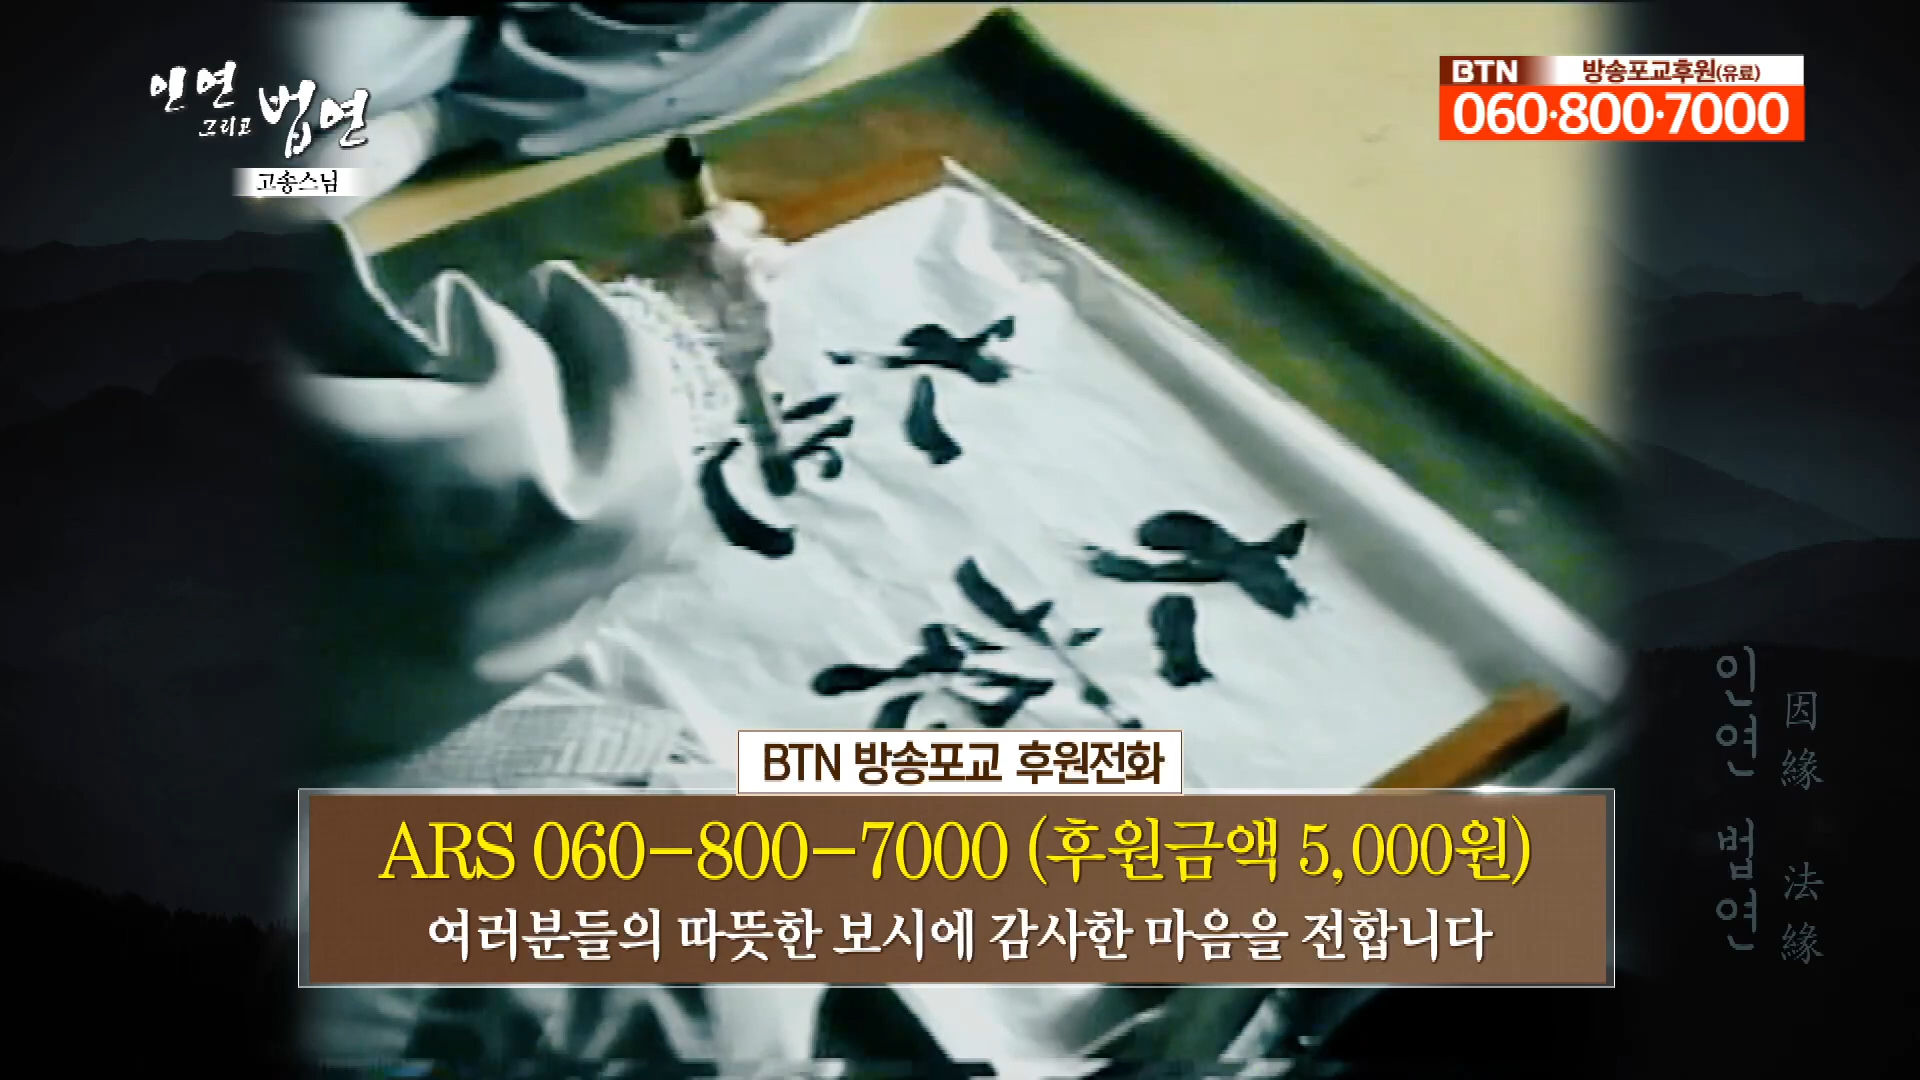 인연
그리고
법연
고송스님
BTN 방송포교후원(유료)
060·800·7000
인연 법연
因緣 法緣
BTN 방송포교 후원전화
ARS 060-800-7000 (후원금액 5,000원)
여러분들의 따뜻한 보시에 감사한 마음을 전합니다